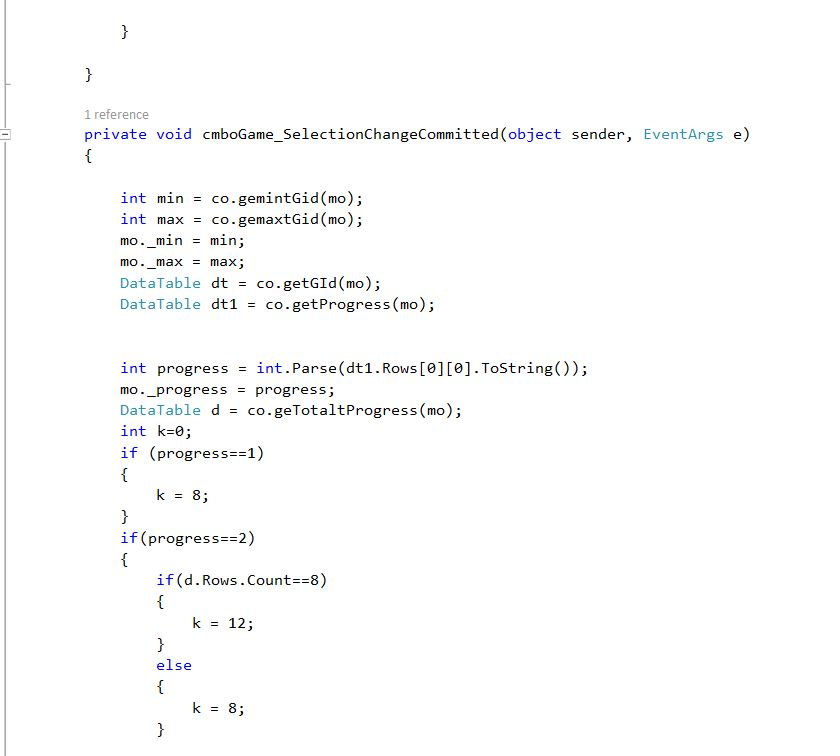 }
}
1 reference
private void cmboGame_SelectionChangeCommitted(object sender, EventArgs e)
{
int min = co.gemintGid(mo);
int max = co.gemaxtGid(mo);
mo._min = min;
mo._max = max;
DataTable dt = co.getGId(mo);
DataTable dt1 = co.getProgress(mo);
int progress = int.Parse(dt1.Rows[0][0].ToString());
mo._progress = progress;
DataTable d = co.geTotaltProgress(mo);
int k=0;
if (progress==1)
{
k = 8;
}
if(progress==2)
{
if(d.Rows.Count==8)
{
k = 12;
}
else
{
k = 8;
}